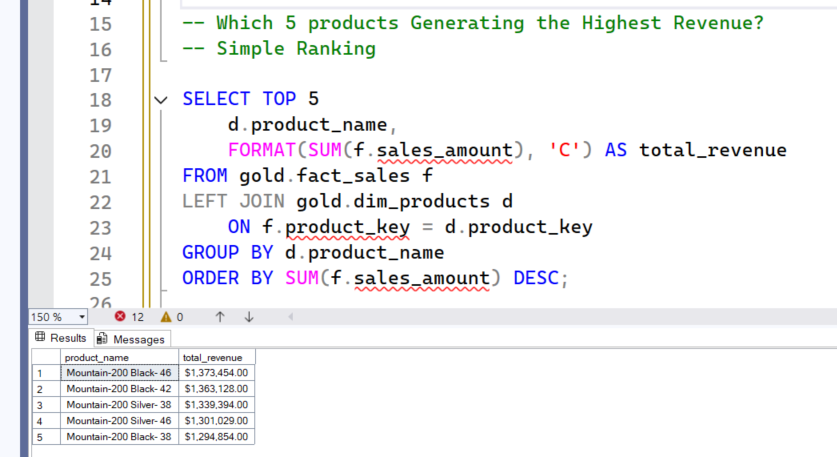 14
15 -- Which 5 products Generating the Highest Revenue?
16 -- Simple Ranking
17
18 SELECT TOP 5
19 d.product_name,
20 FORMAT(SUM(f.sales_amount), 'C') AS total_revenue
21 FROM gold.fact_sales f
22 LEFT JOIN gold.dim_products d
23 ON f.product_key = d.product_key
24 GROUP BY d.product_name
25 ORDER BY SUM(f.sales_amount) DESC;
26
150 % 12 0
Results Messages
product_name total_revenue
1 Mountain-200 Black- 46 $1,373,454.00
2 Mountain-200 Black- 42 $1,363,128.00
3 Mountain-200 Silver- 38 $1,339,394.00
4 Mountain-200 Silver- 46 $1,301,029.00
5 Mountain-200 Black- 38 $1,294,854.00